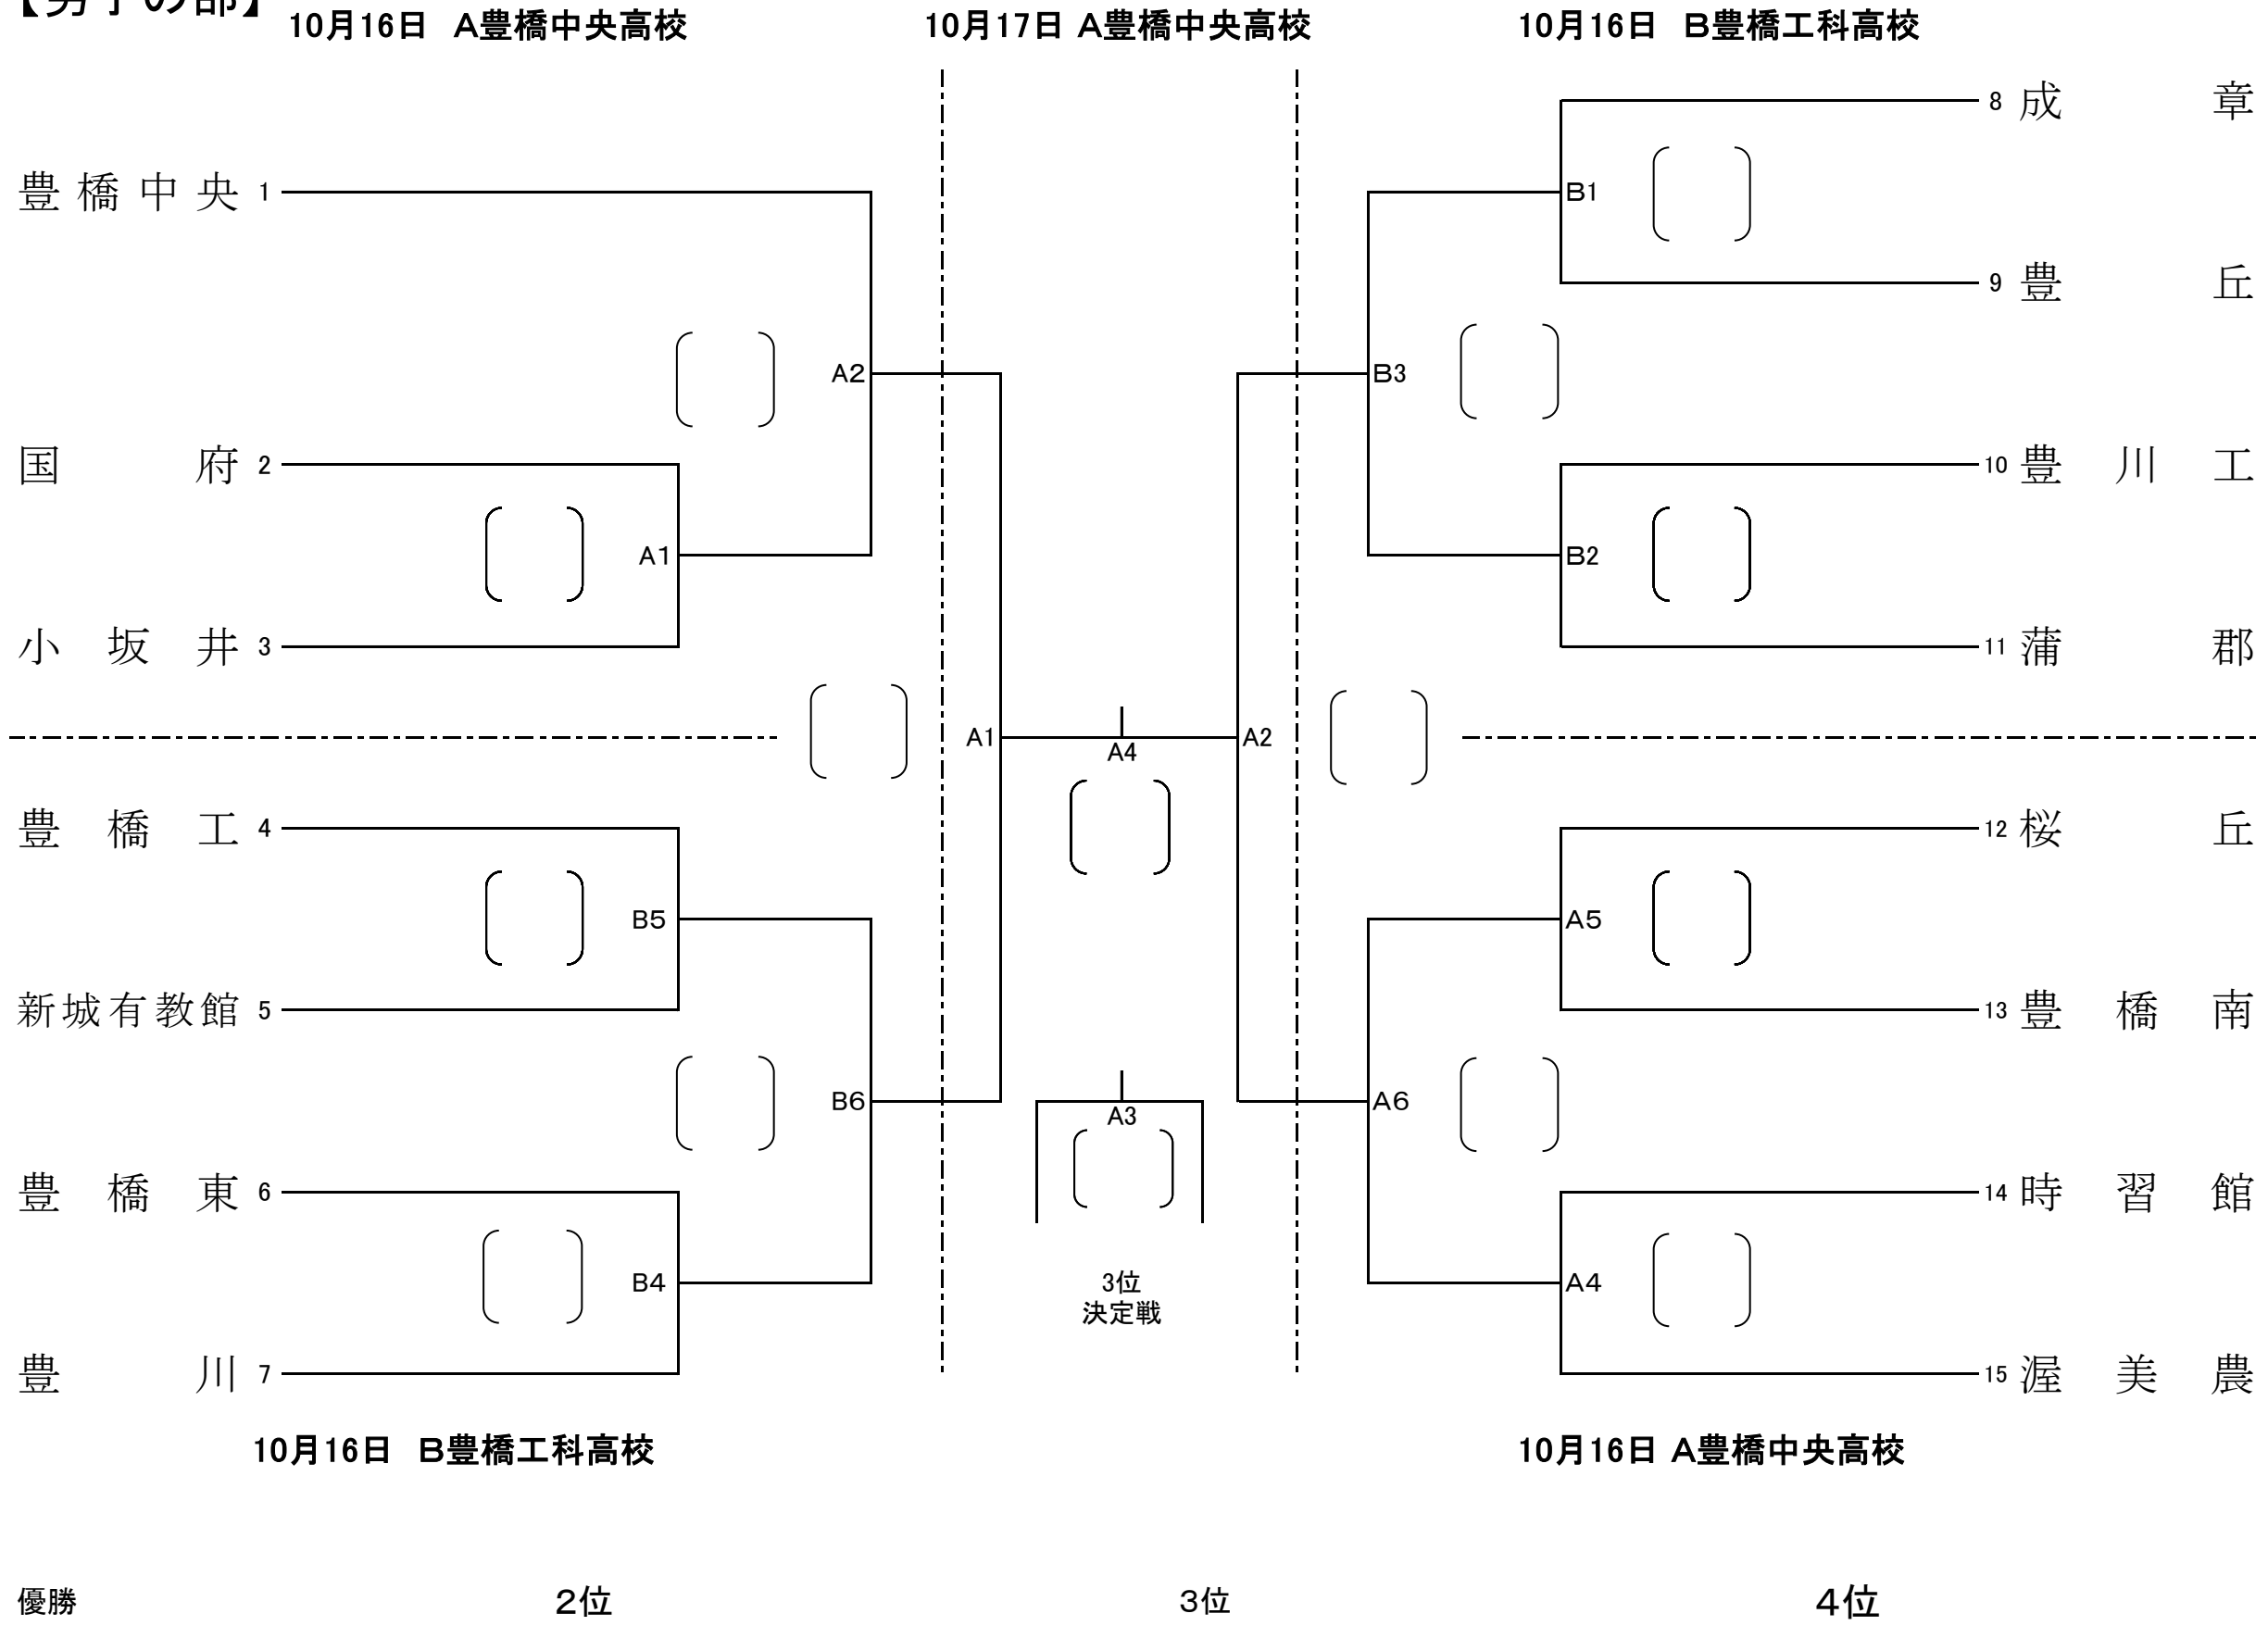 【男子の部】
10月16日 A豊橋中央高校
10月17日 A豊橋中央高校
10月16日 B豊橋工科高校
8 成章
豊橋中央 1
B1
9 豊丘
A2
B3
国府 2
10 豊川工
A1
B2
小坂井 3
11 蒲郡
A1
A4
A2
豊橋工 4
12 桜丘
B5
A5
新城有教館 5
13 豊橋南
B6
A3
A6
豊橋東 6
14 時習館
B4
3位
決定戦
A4
豊川 7
15 渥美農
10月16日 B豊橋工科高校
10月16日 A豊橋中央高校
優勝
2位
3位
4位